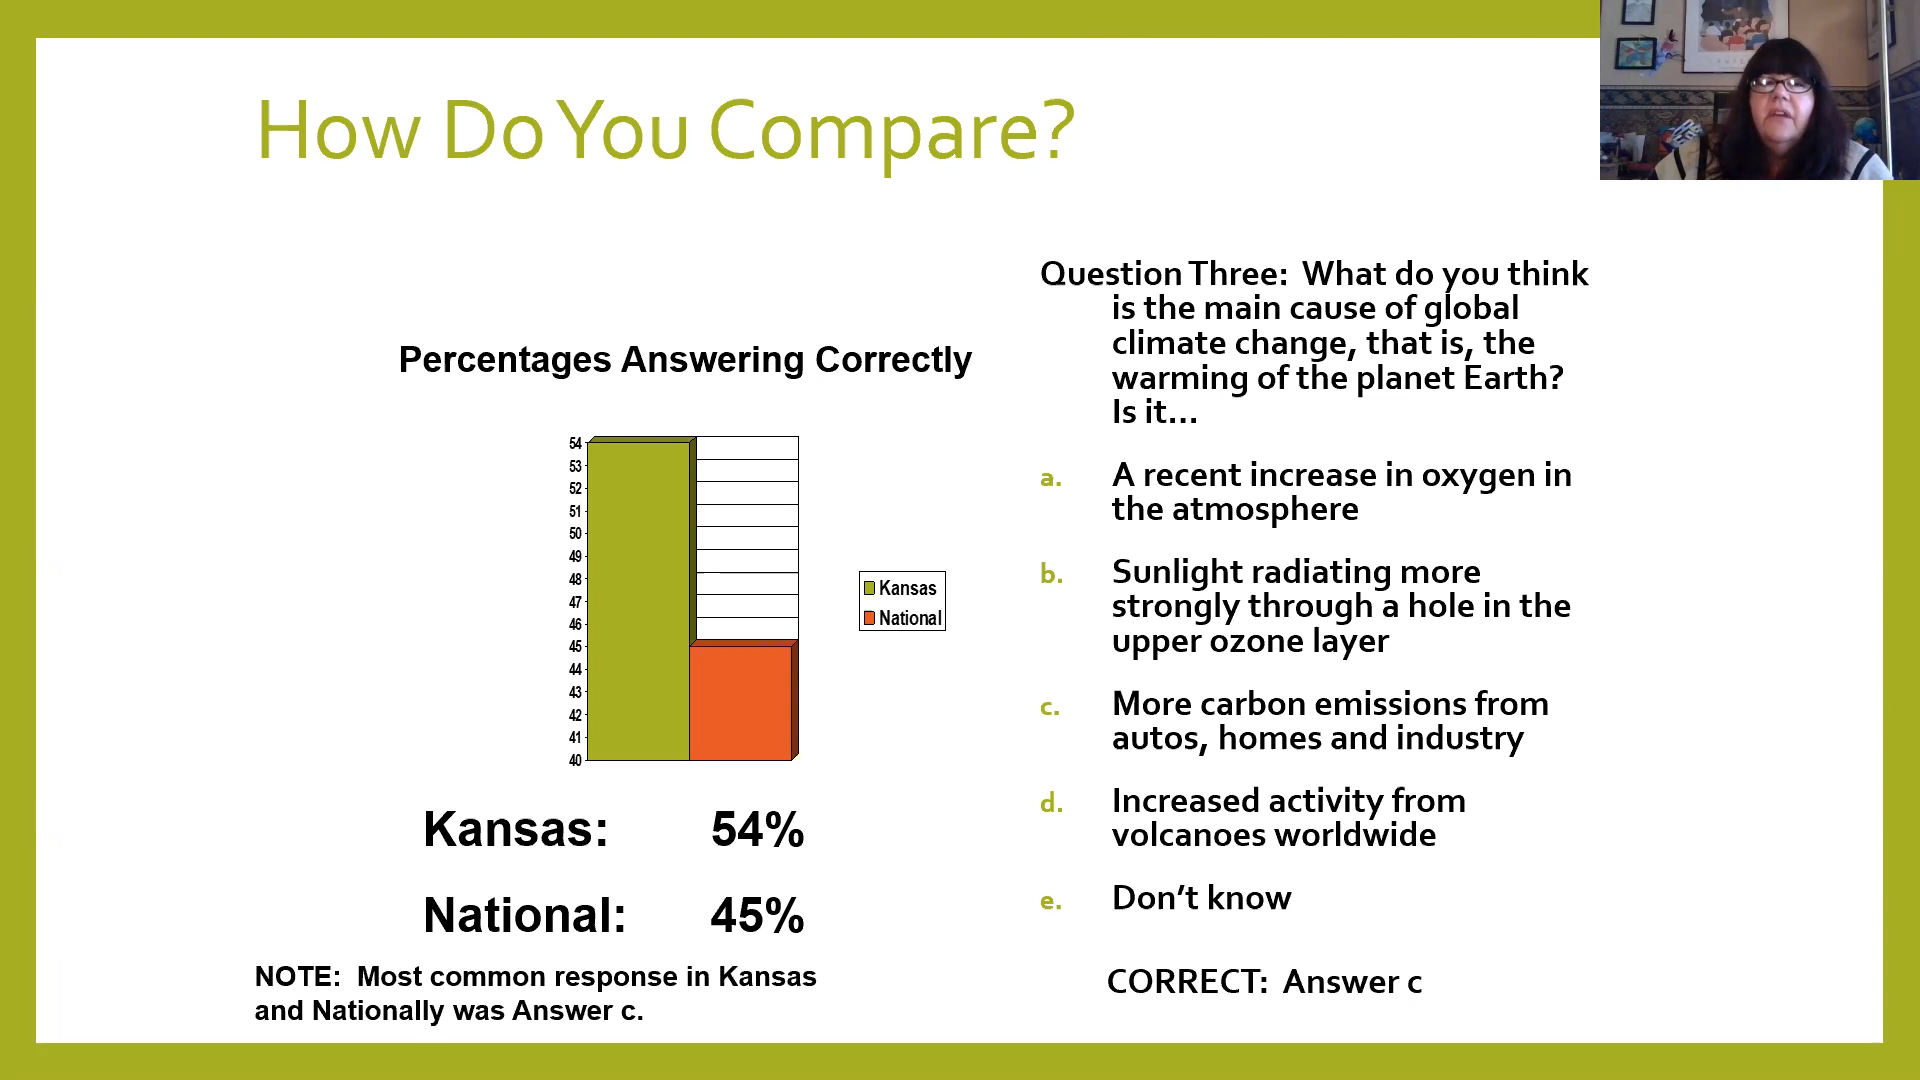 How Do You Compare?
Percentages Answering Correctly
54
53
52
51
50
49
48
47
46
45
44
43
42
41
40
Kansas
National
Kansas: 54%
National: 45%
NOTE: Most common response in Kansas
and Nationally was Answer c.
Question Three: What do you think
is the main cause of global
climate change, that is, the
warming of the planet Earth?
Is it...
a. A recent increase in oxygen in
the atmosphere
b. Sunlight radiating more
strongly through a hole in the
upper ozone layer
c. More carbon emissions from
autos, homes and industry
d. Increased activity from
volcanoes worldwide
e. Don’t know
CORRECT: Answer c